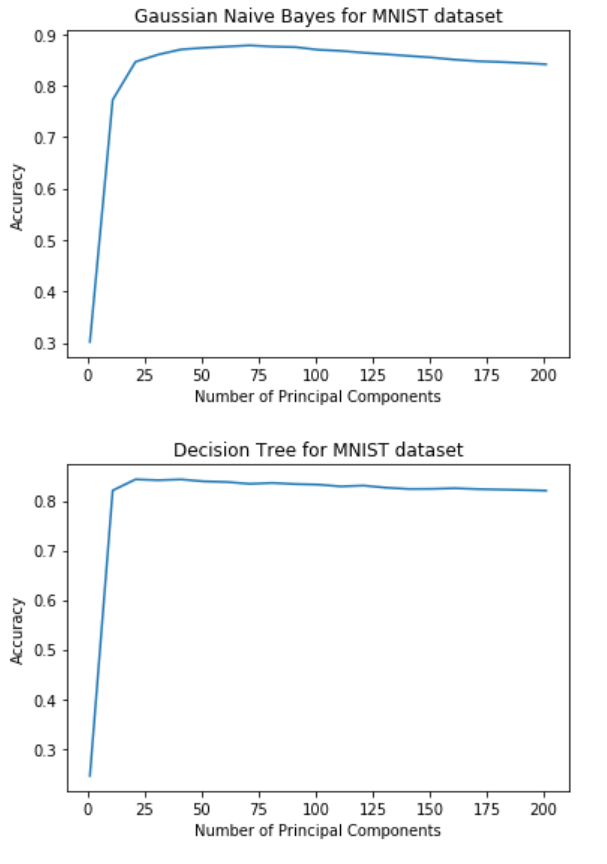 Gaussian Naive Bayes for MNIST dataset
0.9
0.8
0.7
0.6
0.5
0.4
0.3
Accuracy
0 25 50 75 100 125 150 175 200
Number of Principal Components
Decision Tree for MNIST dataset
0.8
0.7
0.6
0.5
0.4
0.3
Accuracy
0 25 50 75 100 125 150 175 200
Number of Principal Components